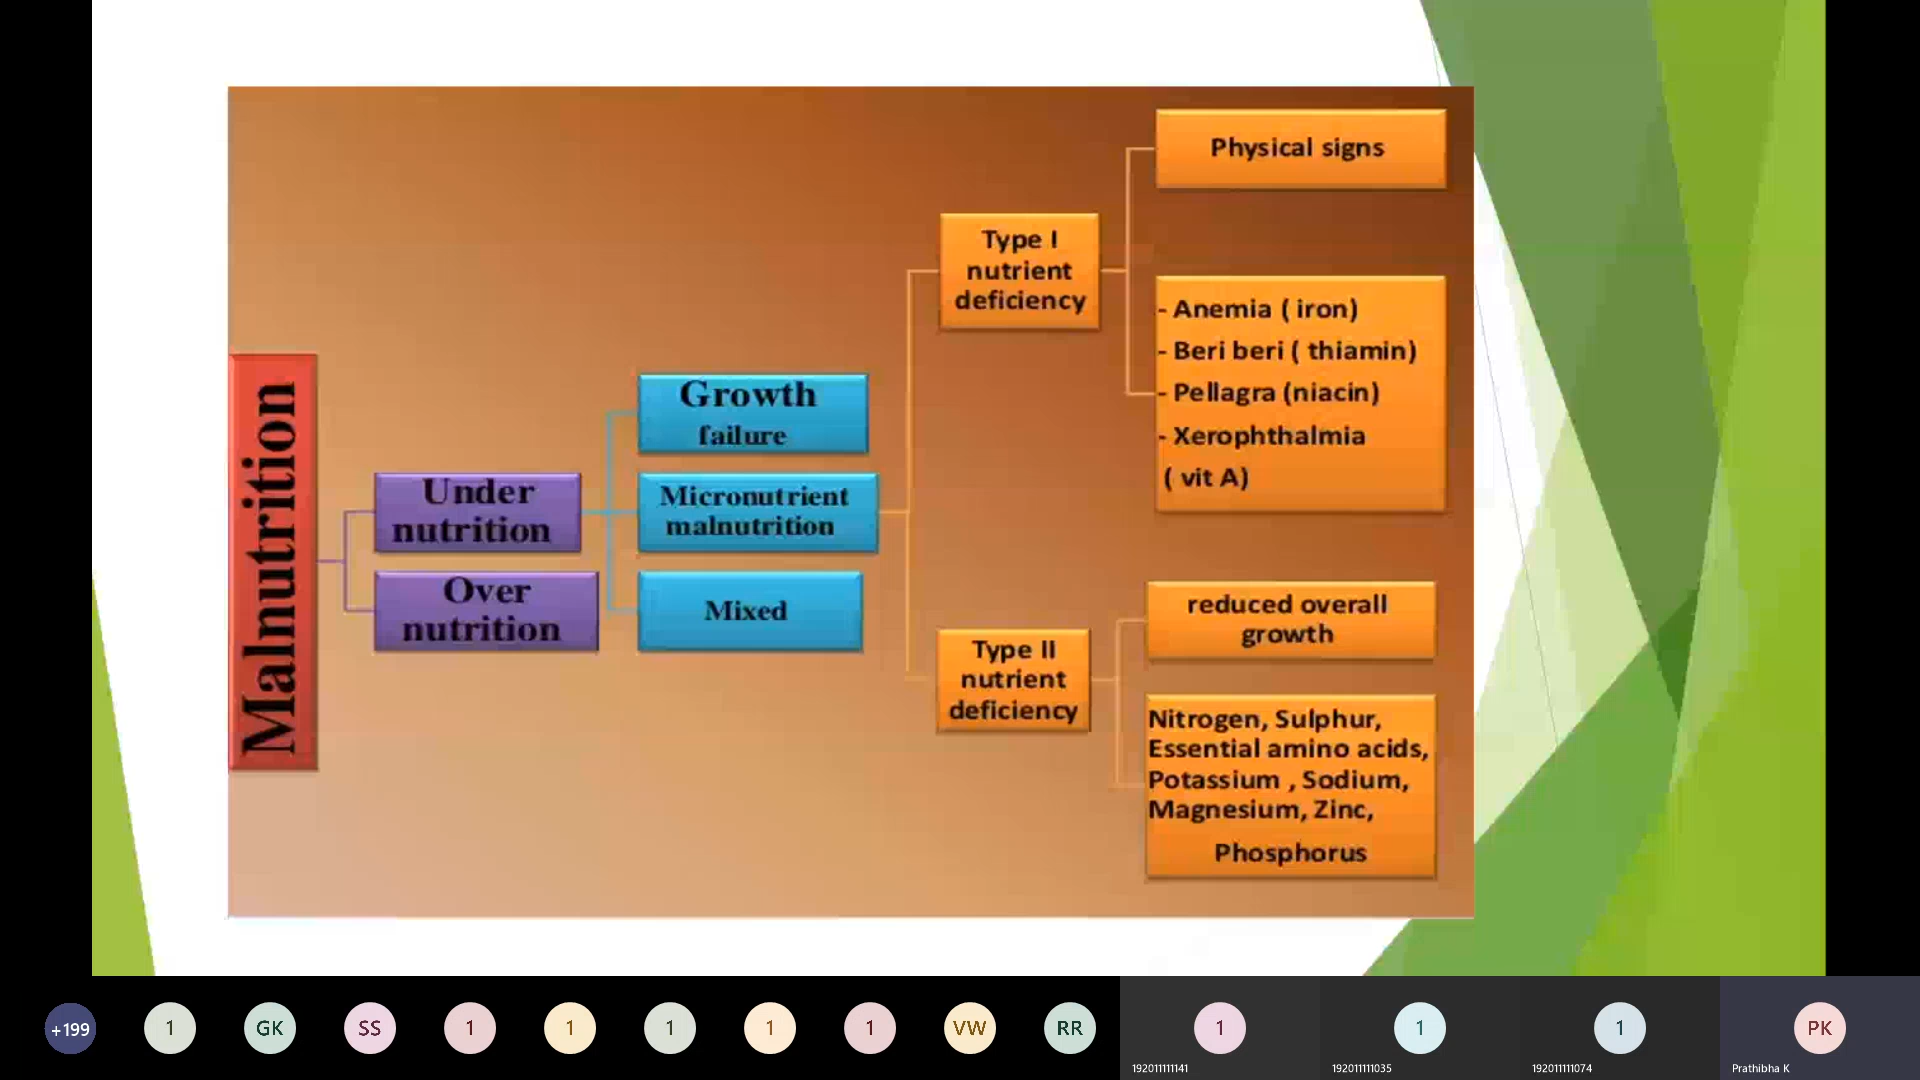 Malnutrition
Under
nutrition
Over
nutrition
Growth
failure
Micronutrient
malnutrition
Mixed
Type I
nutrient
deficiency
Physical signs
- Anemia ( iron)
- Beri beri ( thiamin)
- Pellagra (niacin)
- Xerophthalmia
( vit A)
Type II
nutrient
deficiency
reduced overall
growth
Nitrogen, Sulphur,
Essential amino acids,
Potassium , Sodium,
Magnesium, Zinc,
Phosphorus
+199
1
GK
SS
1
1
1
1
1
VW
RR
1
192011111141
1
192011111035
1
192011111074
PK
Prathibha K